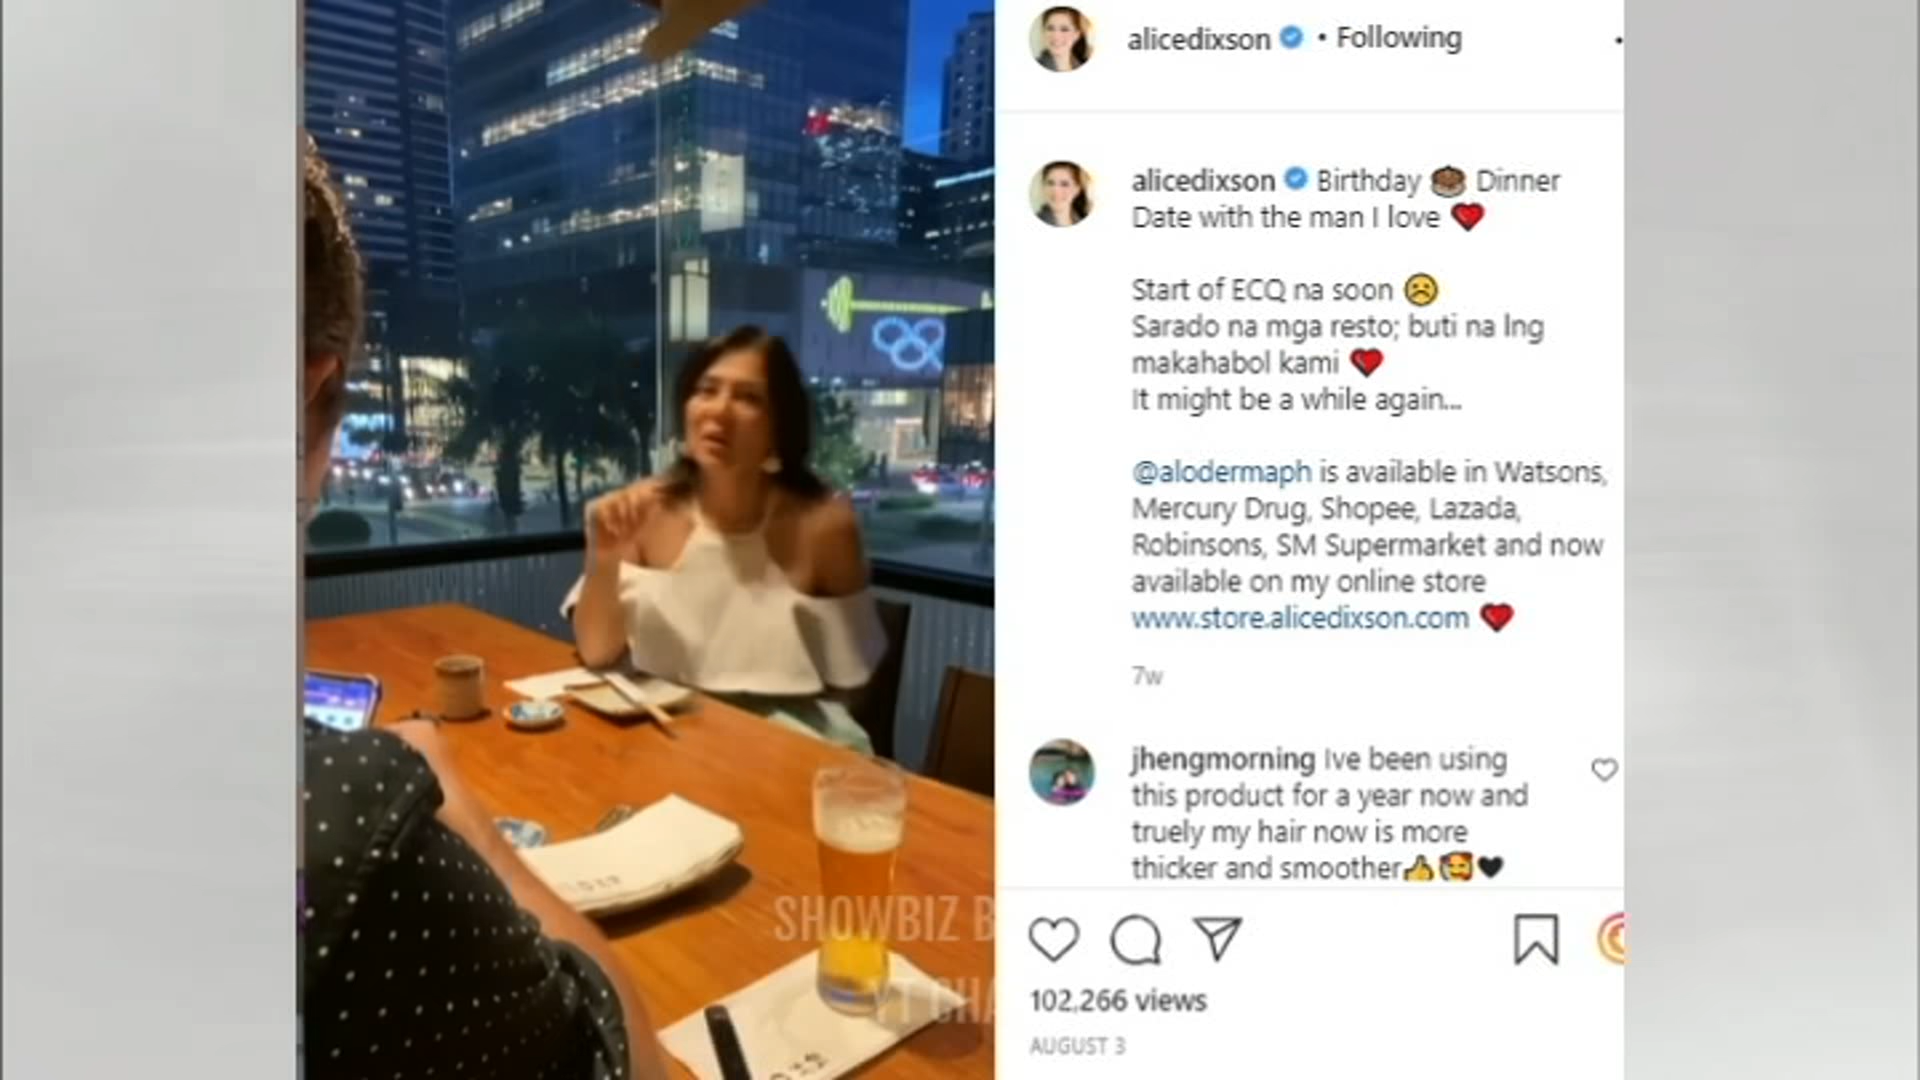 alicedixson • Following
alicedixson Birthday 🎂 Dinner
Date with the man I love ❤️
Start of ECQ na soon ☹️
Sarado na mga resto; buti na lng
makahabol kami ❤️
It might be a while again...
@alodermaph is available in Watsons,
Mercury Drug, Shopee, Lazada,
Robinsons, SM Supermarket and now
available on my online store
www.store.alicedixson.com ❤️
7w
jhengmorning Ive been using
this product for a year now and
truely my hair now is more
thicker and smoother👍🥰🖤
102,266 views
AUGUST 3
SHOWBIZ B
YT CHA